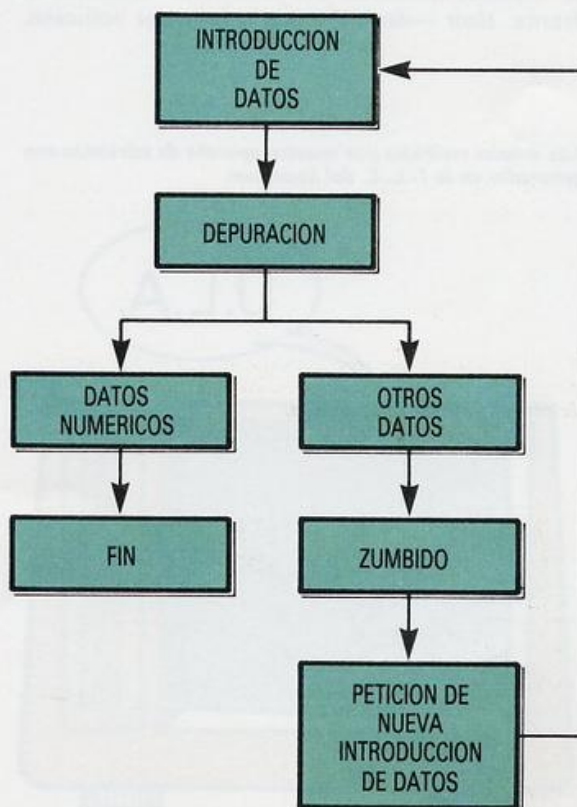 INTRODUCCION
DE
DATOS
DEPURACION
DATOS
NUMERICOS
OTROS
DATOS
FIN
ZUMBIDO
PETICION DE
NUEVA
INTRODUCCION
DE DATOS